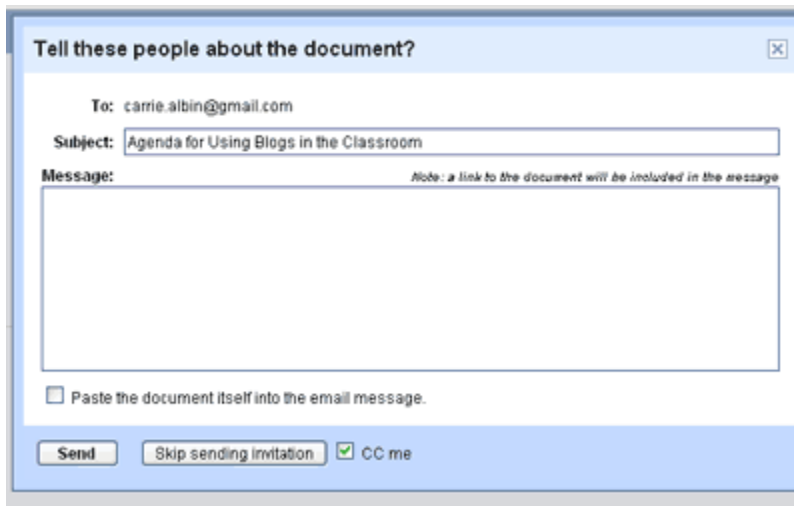 Tell these people about the document?
To: carrie.albin@gmail.com
Subject: Agenda for Using Blogs in the Classroom
Message: Note: a link to the document will be included in the message
Paste the document itself into the email message.
Send Skip sending invitation CC me